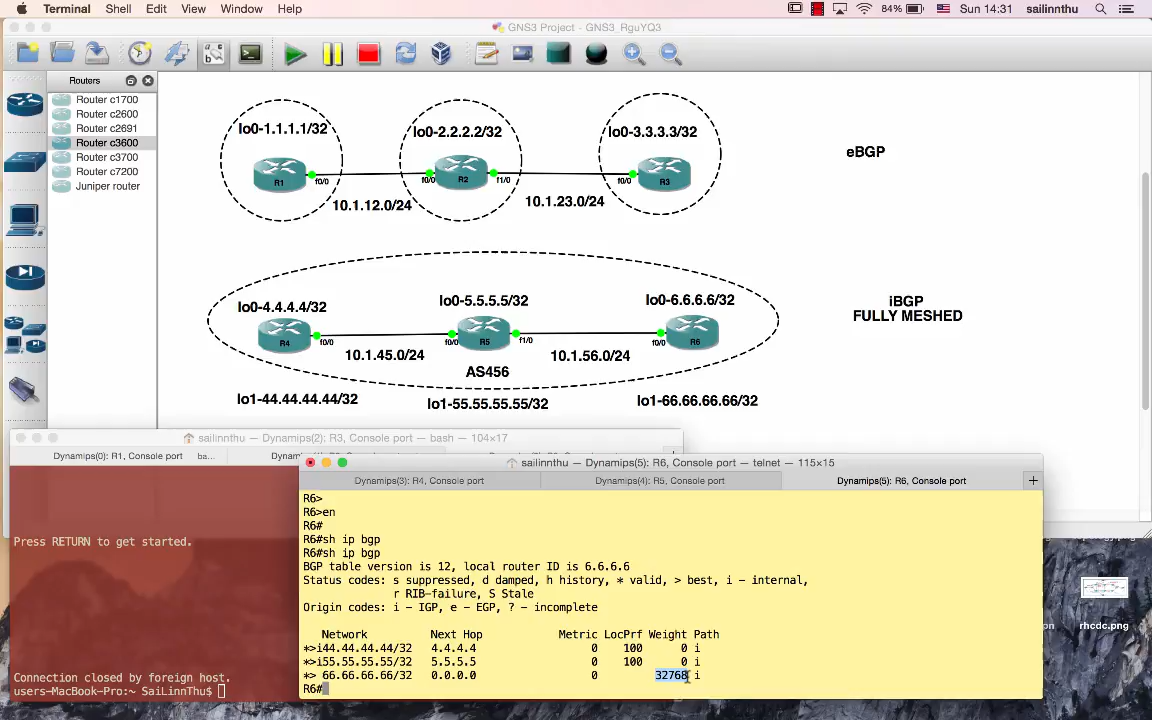 Terminal Shell Edit View Window Help 84% Sun 14:31 sailinnthu
GNS3 Project - GNS3_RguYQ3
Routers
Router c1700
Router c2600
Router c2691
Router c3600
Router c3700
Router c7200
Juniper router
lo0-1.1.1.1/32 lo0-2.2.2.2/32 lo0-3.3.3.3/32
eBGP
R1 R2 R3
f0/0 f0/0 f1/0 f0/0
10.1.12.0/24 10.1.23.0/24
lo0-4.4.4.4/32 lo0-5.5.5.5/32 lo0-6.6.6.6/32
iBGP
FULLY MESHED
R4 R5 R6
f0/0 f0/0 f1/0 f0/0
10.1.45.0/24 10.1.56.0/24
AS456
lo1-44.44.44.44/32 lo1-55.55.55.55/32 lo1-66.66.66.66/32
sailinnthu — Dynamips(2): R3, Console port — bash — 104×17
Dynamips(0): R1, Console port ba...
Press RETURN to get started.
Connection closed by foreign host.
users-MacBook-Pro:~ SaiLinnThu$
sailinnthu — Dynamips(5): R6, Console port — telnet — 115×15
Dynamips(3): R4, Console port Dynamips(4): R5, Console port Dynamips(5): R6, Console port +
R6>
R6>en
R6#
R6#sh ip bgp
R6#sh ip bgp
BGP table version is 12, local router ID is 6.6.6.6
Status codes: s suppressed, d damped, h history, * valid, > best, i - internal,
r RIB-failure, S Stale
Origin codes: i - IGP, e - EGP, ? - incomplete
Network Next Hop Metric LocPrf Weight Path
*>i44.44.44.44/32 4.4.4.4 0 100 0 i
*>i55.55.55.55/32 5.5.5.5 0 100 0 i
*> 66.66.66.66/32 0.0.0.0 0 32768 i
R6#
rhcdc.png